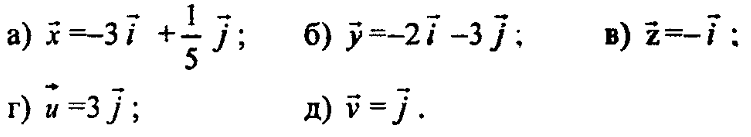 а) x⃗=–3 i⃗ + 1/5 j⃗ ; б) y⃗=–2 i⃗ –3 j⃗ ; в) z⃗=– i⃗ ;
г) u⃗ =3 j⃗ ; д) v⃗ = j⃗ .